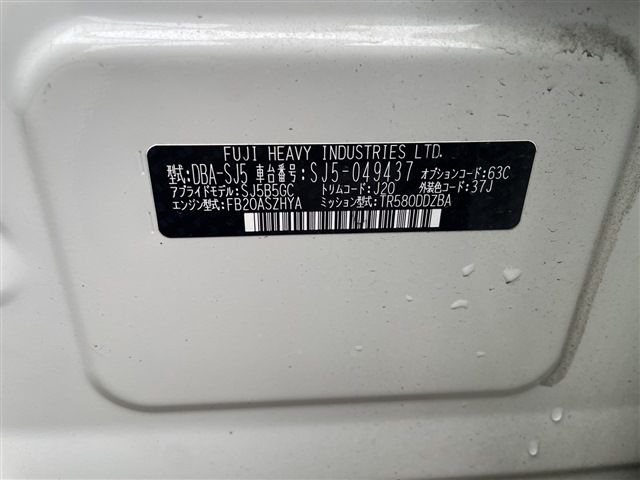 FUJI HEAVY INDUSTRIES LTD.
型式:DBA-SJ5 車台番号:SJ5-049437 オプションコード:63C
アプライドモデル:SJ5B5GC トリムコード:J20 外装色コード:37J
エンジン型式:FB20ASZHYA ミッション型式:TR580DDZBA